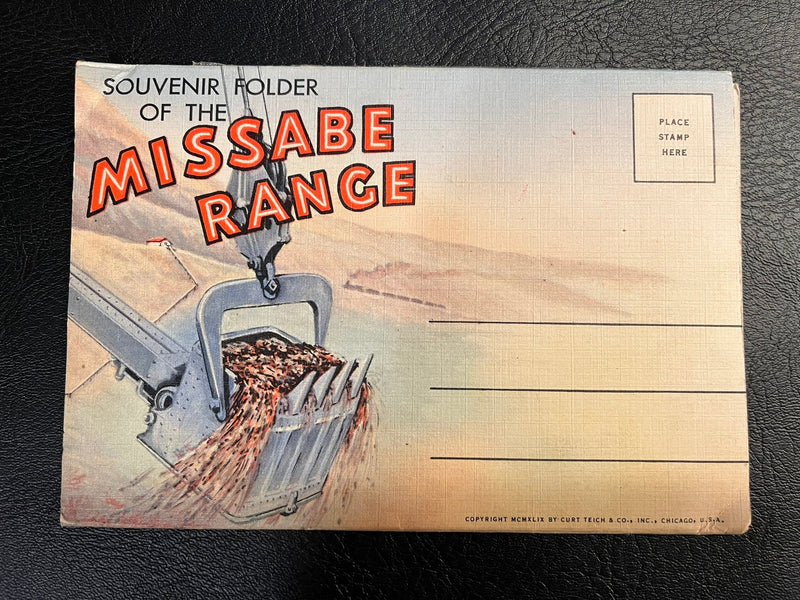 SOUVENIR FOLDER
OF THE
MISSABE
RANGE
PLACE
STAMP
HERE
COPYRIGHT MCMXLIX BY CURT TEICH & CO., INC., CHICAGO, U.S.A.